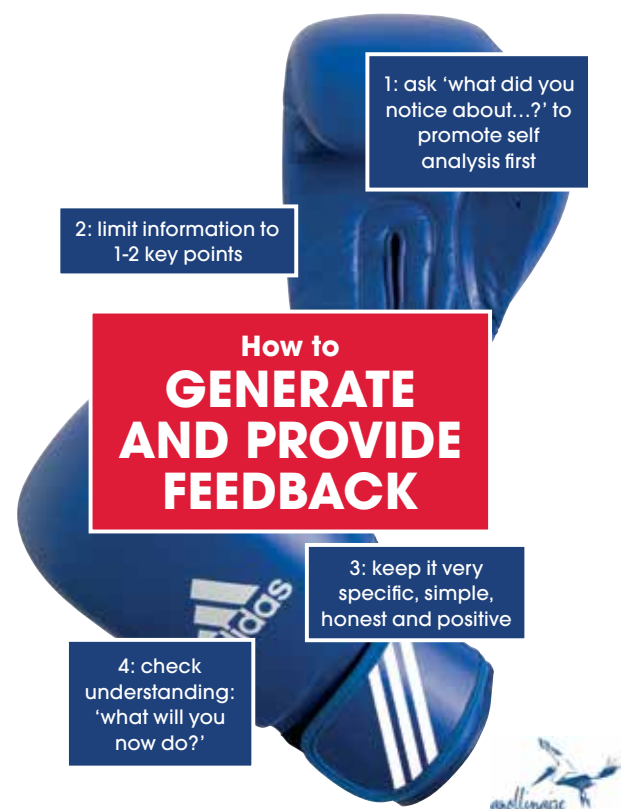 1: ask ‘what did you
notice about...?’ to
promote self
analysis first
2: limit information to
1-2 key points
How to
GENERATE
AND PROVIDE
FEEDBACK
3: keep it very
specific, simple,
honest and positive
adidas
4: check
understanding:
‘what will you
now do?’